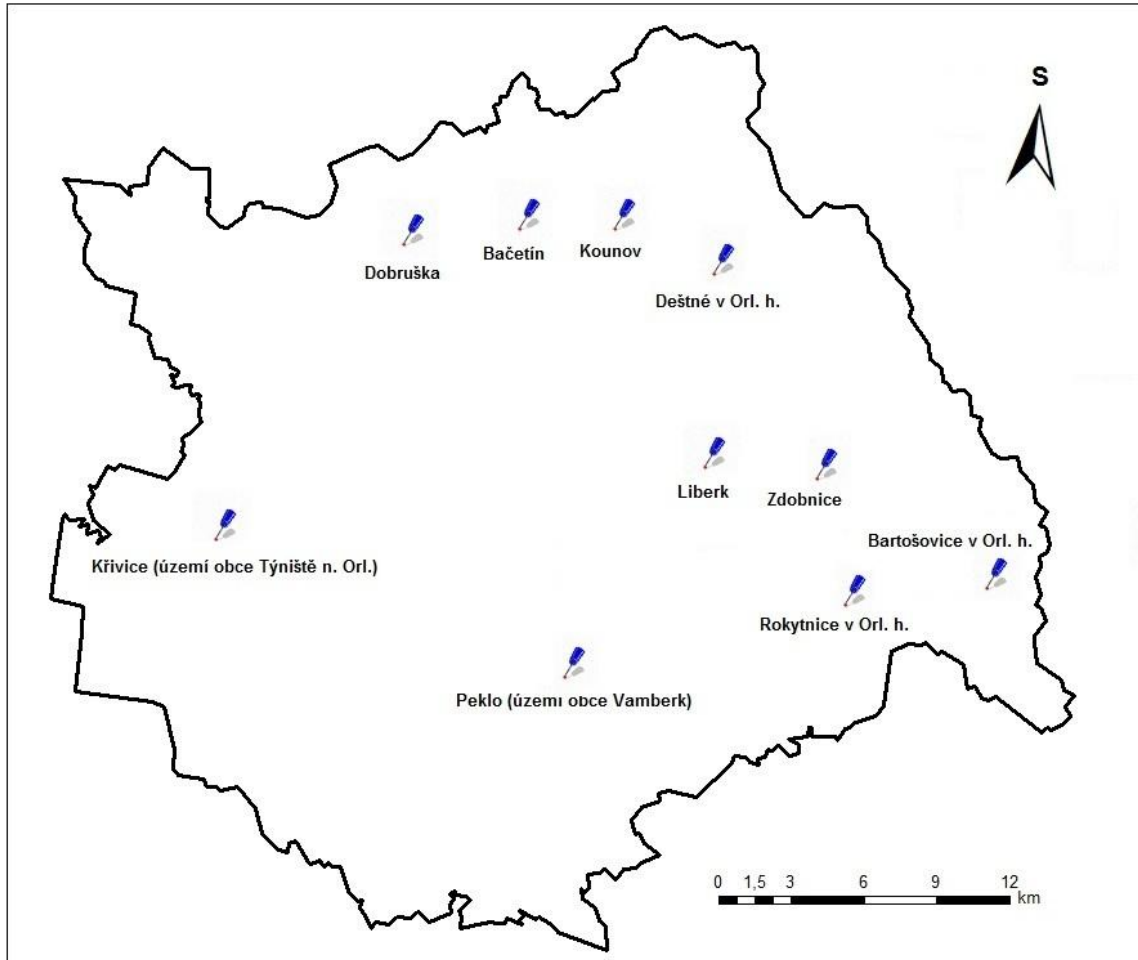 S
Dobruška
Bačetín
Kounov
Deštné v Orl. h.
Liberk
Zdobnice
Bartošovice v Orl. h.
Křivice (území obce Týniště n. Orl.)
Rokytnice v Orl. h.
Peklo (území obce Vamberk)
0 1,5 3 6 9 12
km